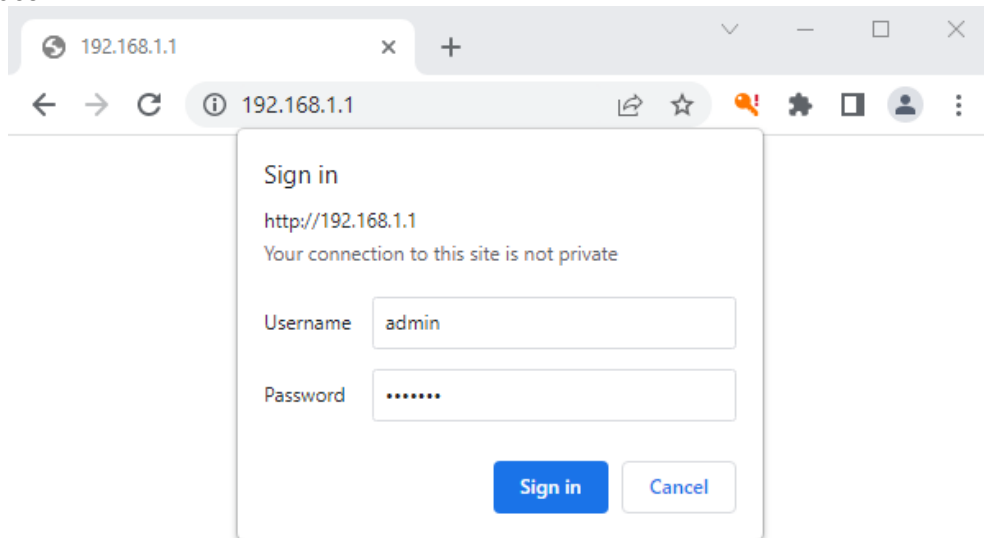 192.168.1.1
192.168.1.1
Sign in
http://192.168.1.1
Your connection to this site is not private
Username admin
Password •••••••
Sign in Cancel